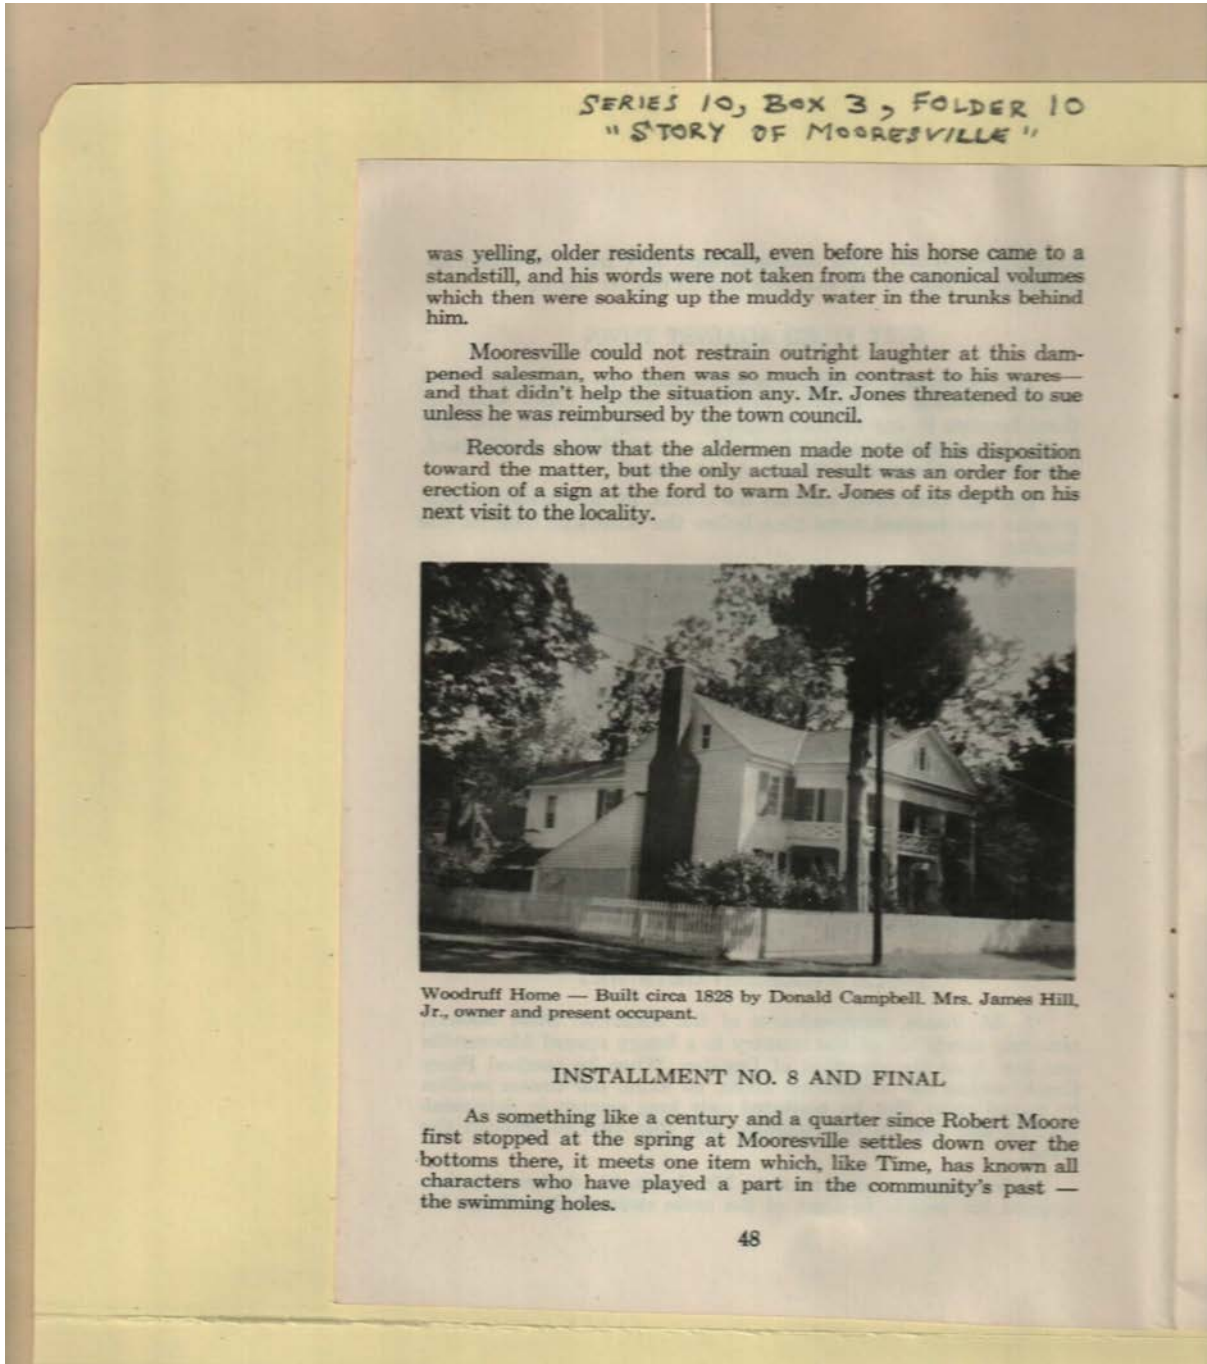 SERIES 10, BOX 3, FOLDER 10
"STORY OF MOORESVILLE"
was yelling, older residents recall, even before his horse came to a
standstill, and his words were not taken from the canonical volumes
which then were soaking up the muddy water in the trunks behind
him.
Mooresville could not restrain outright laughter at this dam-
pened salesman, who then was so much in contrast to his wares—
and that didn't help the situation any. Mr. Jones threatened to sue
unless he was reimbursed by the town council.
Records show that the aldermen made note of his disposition
toward the matter, but the only actual result was an order for the
erection of a sign at the ford to warn Mr. Jones of its depth on his
next visit to the locality.
Woodruff Home — Built circa 1828 by Donald Campbell. Mrs. James Hill,
Jr., owner and present occupant.
INSTALLMENT NO. 8 AND FINAL
As something like a century and a quarter since Robert Moore
first stopped at the spring at Mooresville settles down over the
bottoms there, it meets one item which, like Time, has known all
characters who have played a part in the community's past —
the swimming holes.
48